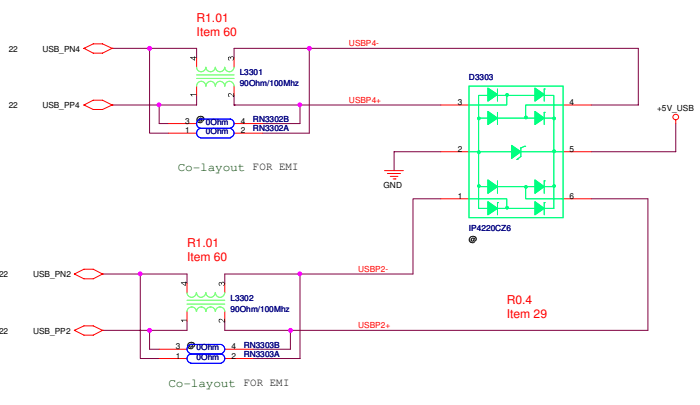 R1.01
Item 60
22 USB_PN4 4 3 USBP4-
L3301
90Ohm/100Mhz
D3303
22 USB_PP4 1 2 USBP4+ 3 4 +5V_USB
3 @ 0Ohm 4 RN3302B
1 0Ohm 2 RN3302A
2 5
Co-layout FOR EMI
GND
1 6
IP4220CZ6
@
R1.01
Item 60
22 USB_PN2 4 3 USBP2-
L3302
90Ohm/100Mhz
R0.4
Item 29
22 USB_PP2 1 2 USBP2+
3 @ 0Ohm 4 RN3303B
1 0Ohm 2 RN3303A
Co-layout FOR EMI